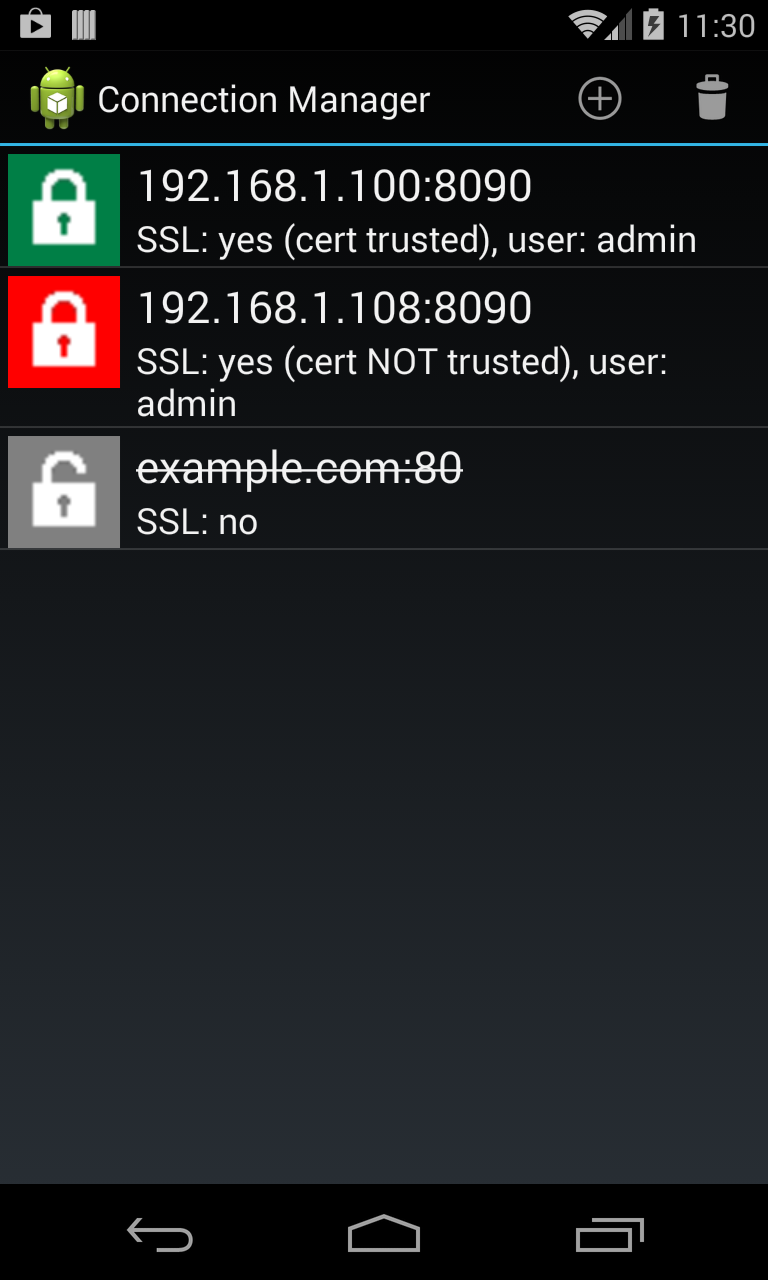 11:30
Connection Manager
192.168.1.100:8090
SSL: yes (cert trusted), user: admin
192.168.1.108:8090
SSL: yes (cert NOT trusted), user:
admin
example.com:80
SSL: no